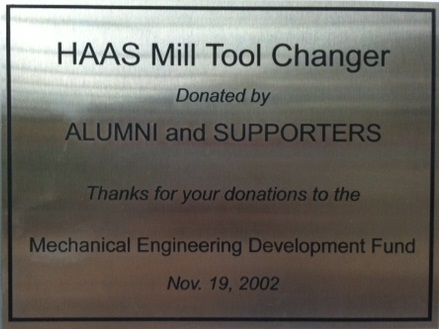 HAAS Mill Tool Changer
Donated by
ALUMNI and SUPPORTERS
Thanks for your donations to the
Mechanical Engineering Development Fund
Nov. 19, 2002